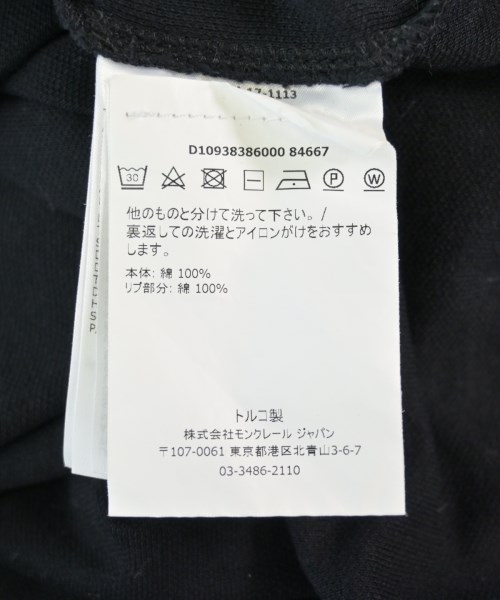 17-1113
D10938386000 84667
30
P
W
他のものと分けて洗って下さい。/
裏返しての洗濯とアイロンがけをおすすめ
します。
本体: 綿 100%
リブ部分: 綿 100%
トルコ製
株式会社モンクレール ジャパン
〒107-0061 東京都港区北青山3-6-7
03-3486-2110